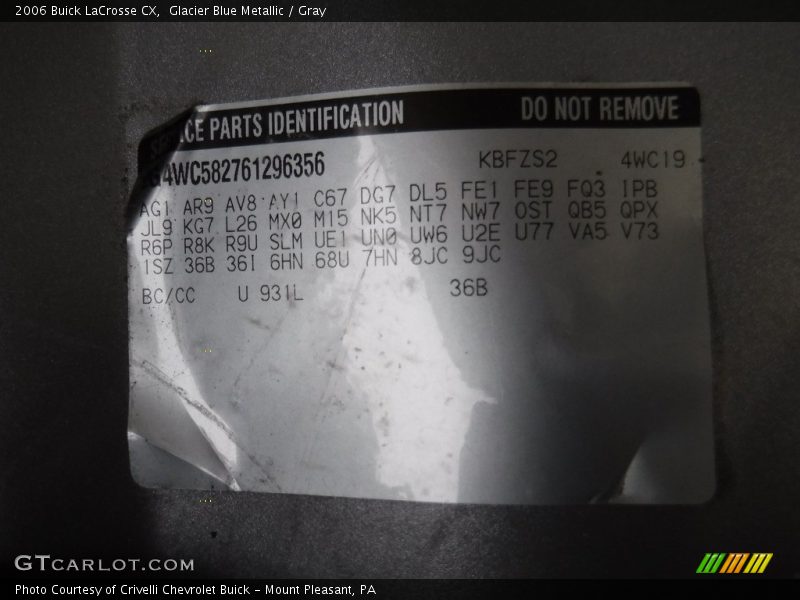 2006 Buick LaCrosse CX,  Glacier Blue Metallic / Gray
PARTS IDENTIFICATION DO NOT REMOVE
4WC582761296356 KBFZS2 4WC19
AG1 AR9 AV8 AY1 C67 DG7 DL5 FE1 FE9 FQ3 IPB
JL9 KG7 L26 MX0 M15 NK5 NT7 NW7 OST QB5 QPX
R6P R8K R9U SLM UE1 UN0 UW6 U2E U77 VA5 V73
1SZ 36B 36I 6HN 68U 7HN 8JC 9JC
BC/CC U 931L 36B
GTCARLOT.COM
Photo Courtesy of Crivelli Chevrolet Buick - Mount Pleasant, PA